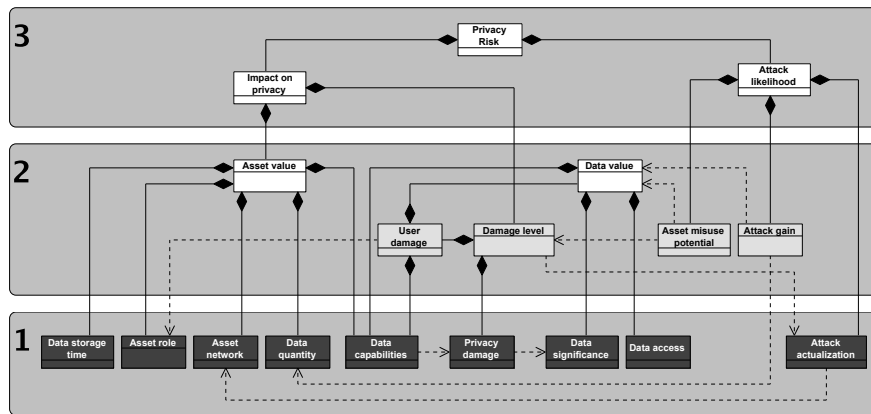 3
Privacy
Risk
Impact on
privacy
Attack
likelihood
2
Asset value
Data value
User
damage
Damage level
Asset misuse
potential
Attack gain
1
Data storage
time
Asset role
Asset
network
Data
quantity
Data
capabilities
Privacy
damage
Data
significance
Data access
Attack
actualization